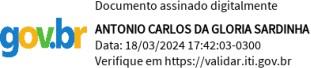 gov.br
Documento assinado digitalmente
ANTONIO CARLOS DA GLORIA SARDINHA
Data: 18/03/2024 17:42:03-0300
Verifique em https://validar.iti.gov.br